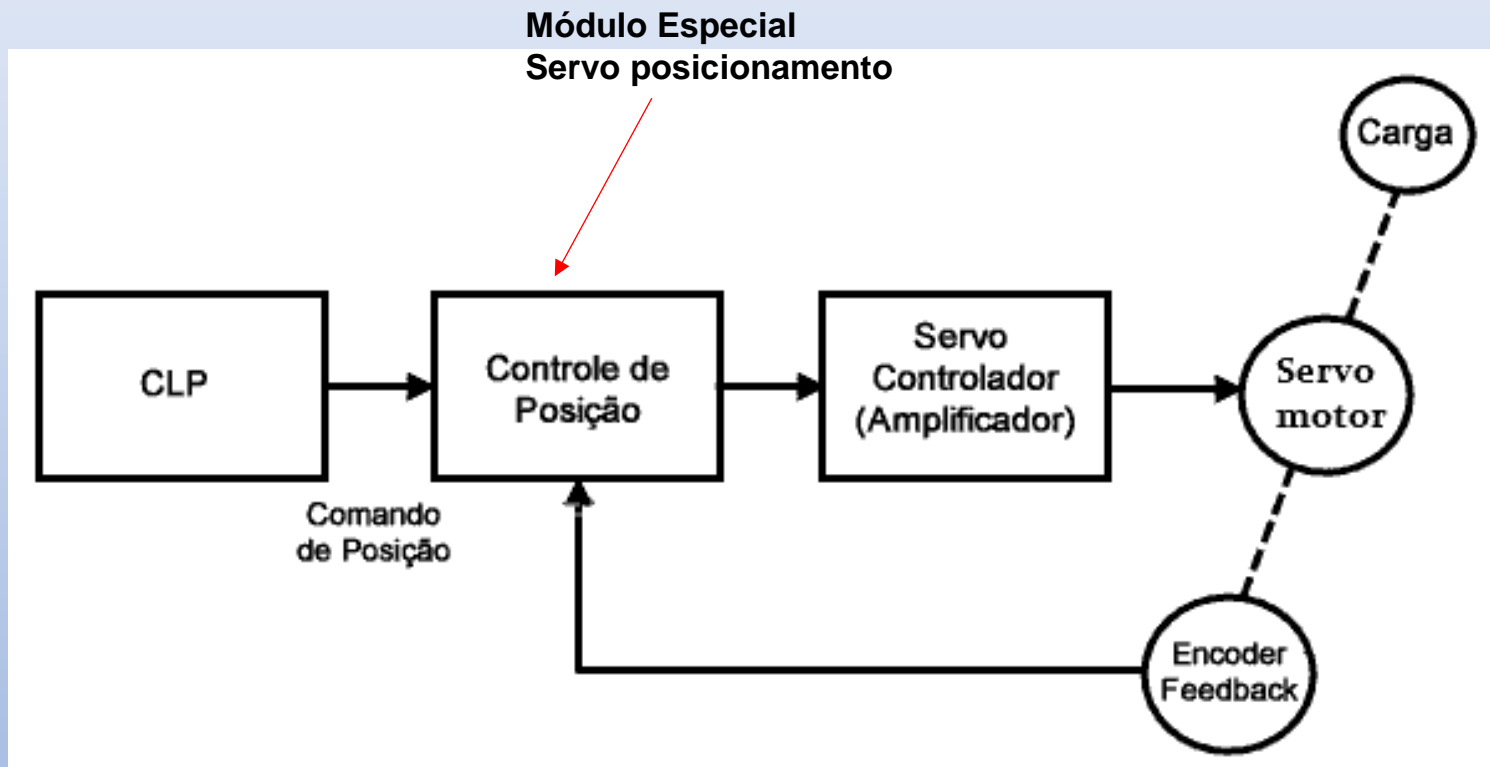 Módulo Especial
Servo posicionamento
Carga
CLP
Controle de
Posição
Servo
Controlador
(Amplificador)
Servo
motor
Comando
de Posição
Encoder
Feedback